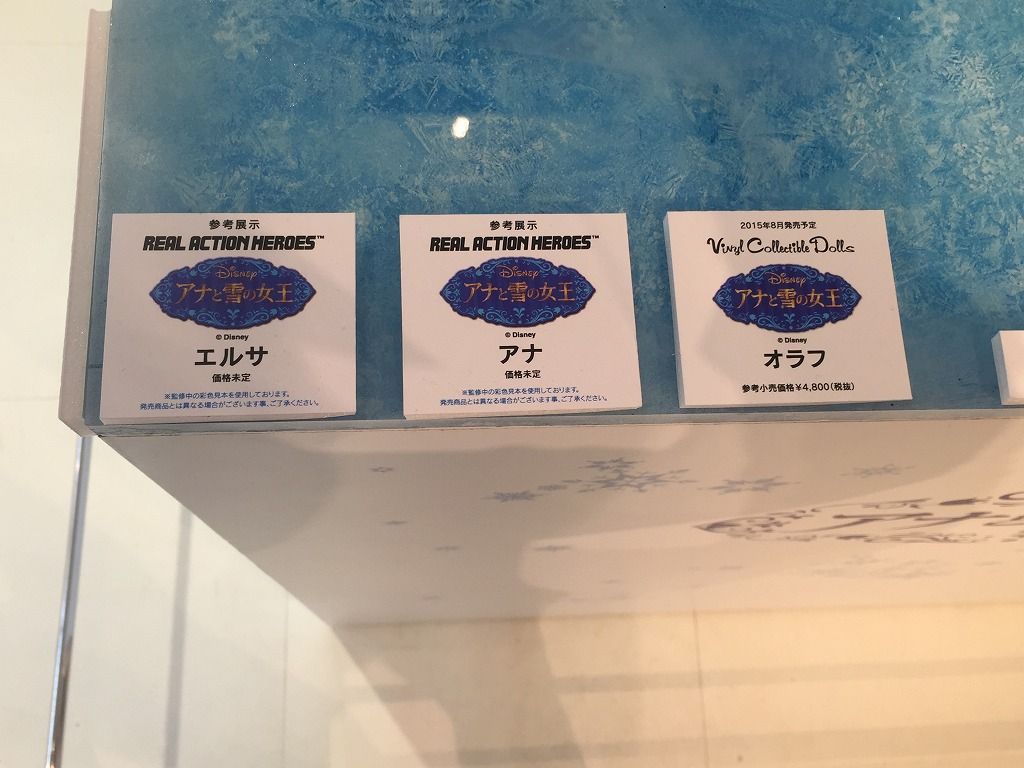 参考展示
REAL ACTION HEROES™
Disney
アナと雪の女王
© Disney
エルサ
価格未定
※監修中の彩色見本を使用しております。
発売商品とは異なる場合がございます事、ご了承ください。
参考展示
REAL ACTION HEROES™
Disney
アナと雪の女王
© Disney
アナ
価格未定
※監修中の彩色見本を使用しております。
発売商品とは異なる場合がございます事、ご了承ください。
2015年8月発売予定
Vinyl Collectible Dolls
Disney
アナと雪の女王
© Disney
オラフ
参考小売価格¥4,800(税抜)
アナと